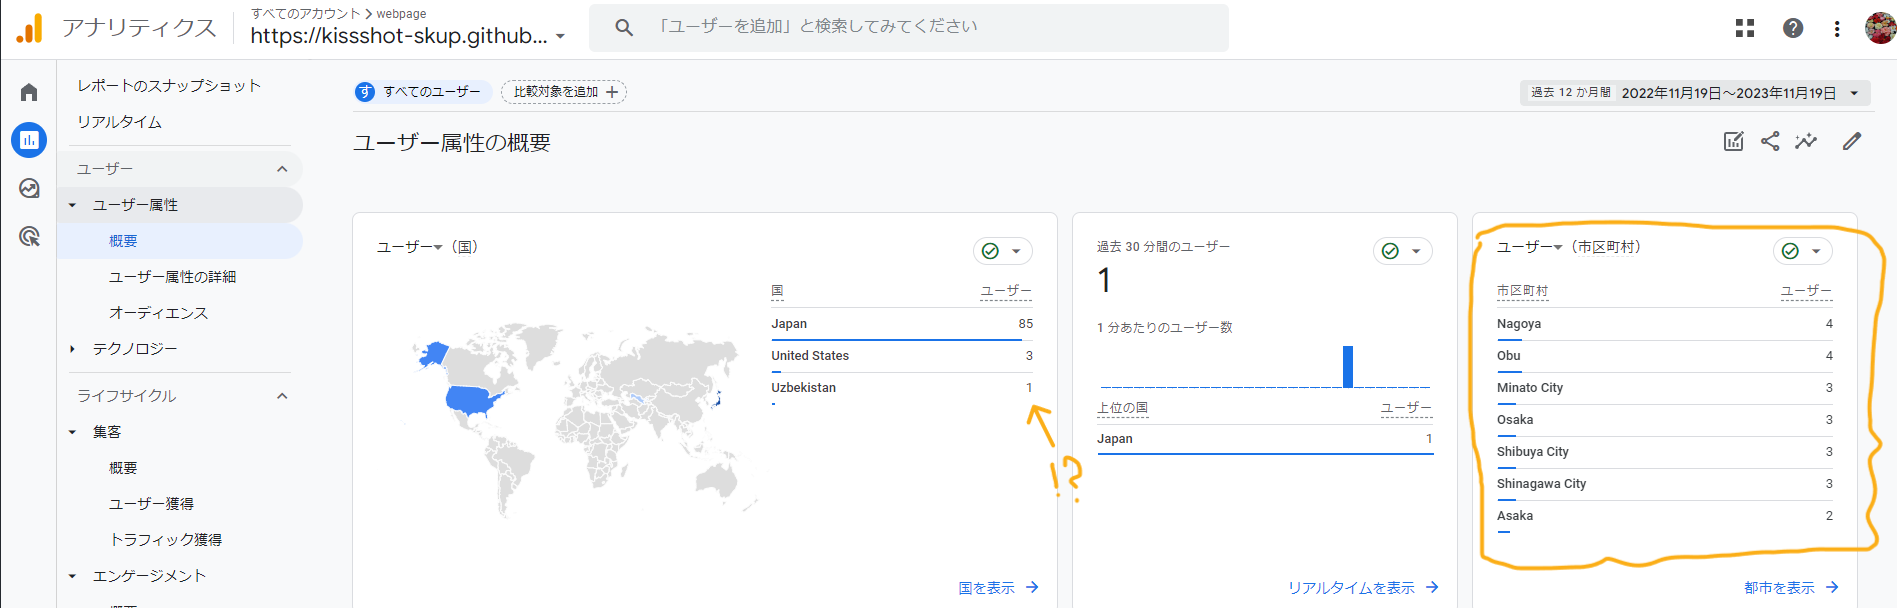 アナリティクス
すべてのアカウント > webpage
https://kissshot-skup.github...
「ユーザーを追加」と検索してみてください
レポートのスナップショット
リアルタイム
ユーザー
ユーザー属性
概要
ユーザー属性の詳細
オーディエンス
テクノロジー
ライフサイクル
集客
概要
ユーザー獲得
トラフィック獲得
エンゲージメント
す すべてのユーザー
比較対象を追加 +
過去 12 か月間 2022年11月19日～2023年11月19日
ユーザー属性の概要
ユーザー（国）
国 ユーザー
Japan 85
United States 3
Uzbekistan 1
!?
国を表示 →
過去 30 分間のユーザー
1
1 分あたりのユーザー数
上位の国 ユーザー
Japan 1
リアルタイムを表示 →
ユーザー（市区町村）
市区町村 ユーザー
Nagoya 4
Obu 4
Minato City 3
Osaka 3
Shibuya City 3
Shinagawa City 3
Asaka 2
都市を表示 →